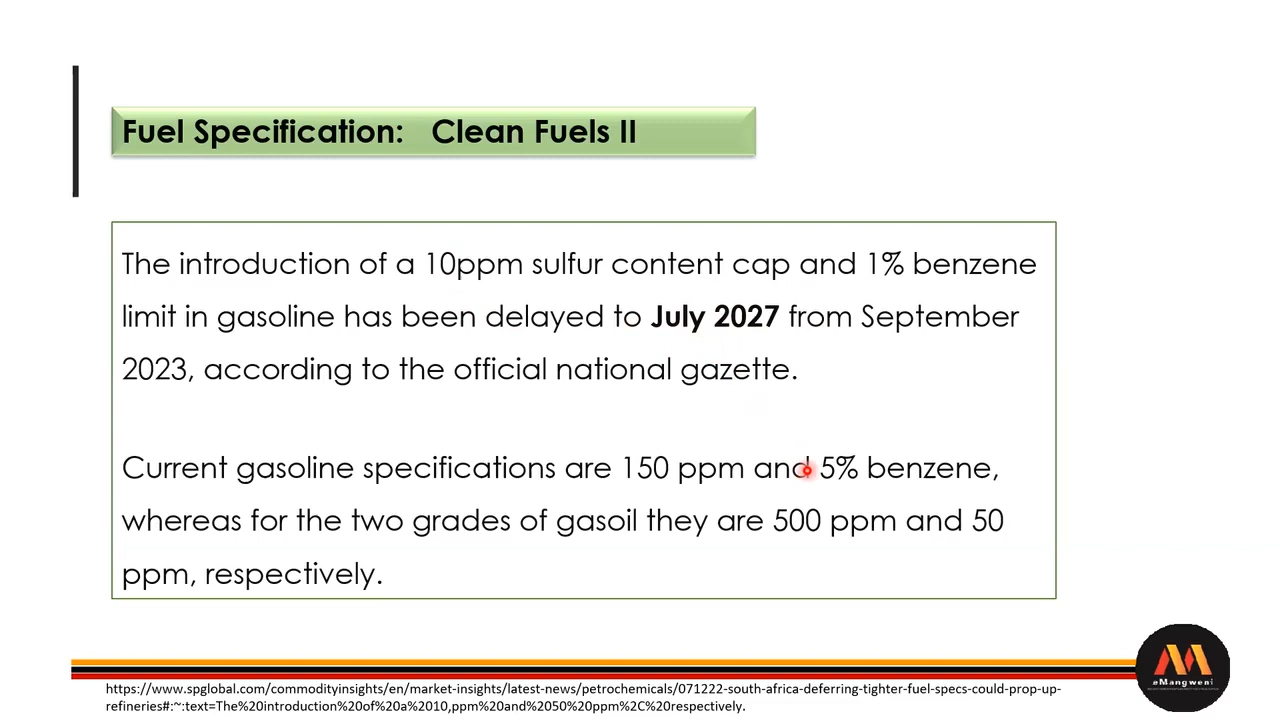 Fuel Specification: Clean Fuels II
The introduction of a 10ppm sulfur content cap and 1% benzene
limit in gasoline has been delayed to July 2027 from September
2023, according to the official national gazette.
Current gasoline specifications are 150 ppm and 5% benzene,
whereas for the two grades of gasoil they are 500 ppm and 50
ppm, respectively.
eMangweni
https://www.spglobal.com/commodityinsights/en/market-insights/latest-news/petrochemicals/071222-south-africa-deferring-tighter-fuel-specs-could-prop-up-
refineries#:~:text=The%20introduction%20of%20a%2010,ppm%20and%2050%20ppm%2C%20respectively.